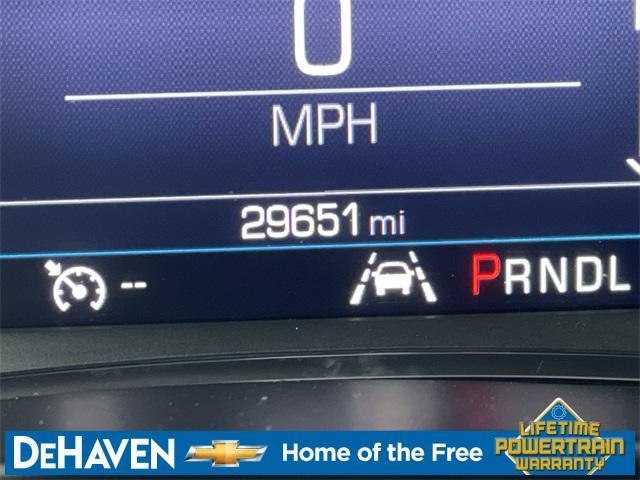 0
MPH
29651 mi
--
PRNDL
DEHAVEN Home of the Free
LIFETIME
POWERTRAIN
WARRANTY